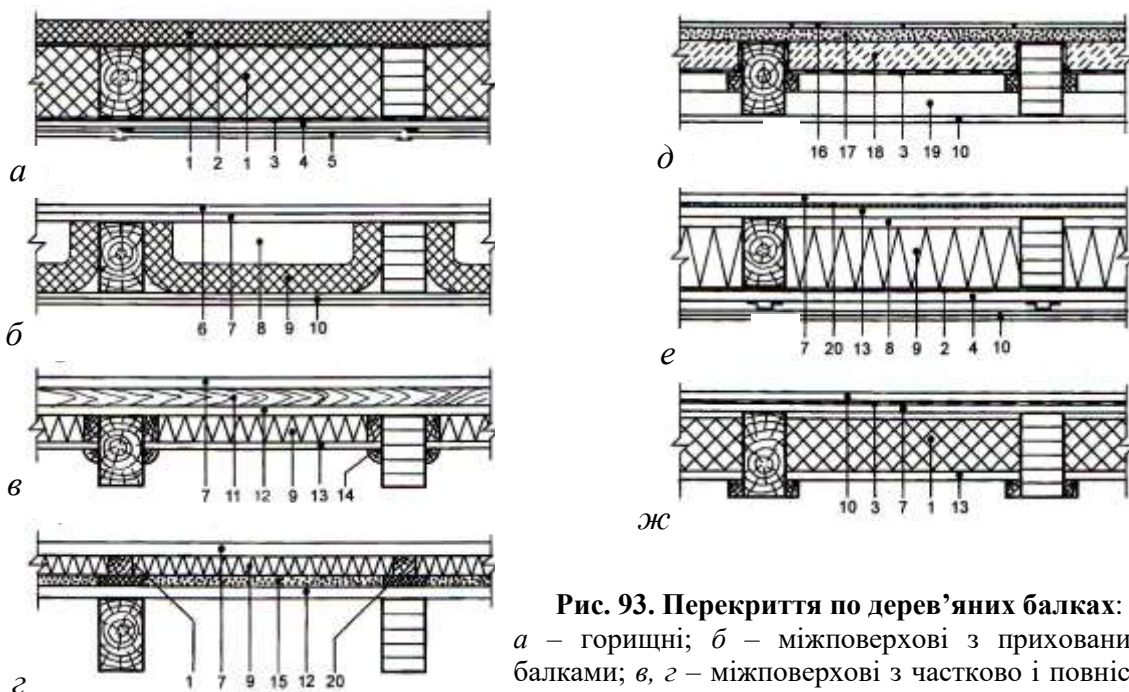 1 2 1 3 4 5
а
6 7 8 9 10
б
7 11 12 9 13 14
в
1 7 9 15 12 20
г
16 17 18 3 19 10
д
7 20 13 8 9 2 4 10
е
10 3 7 1 13
ж
Рис. 93. Перекриття по дерев’яних балках:
а – горищні; б – міжповерхові з приховани
балками; в, г – міжповерхові з частково і повніс